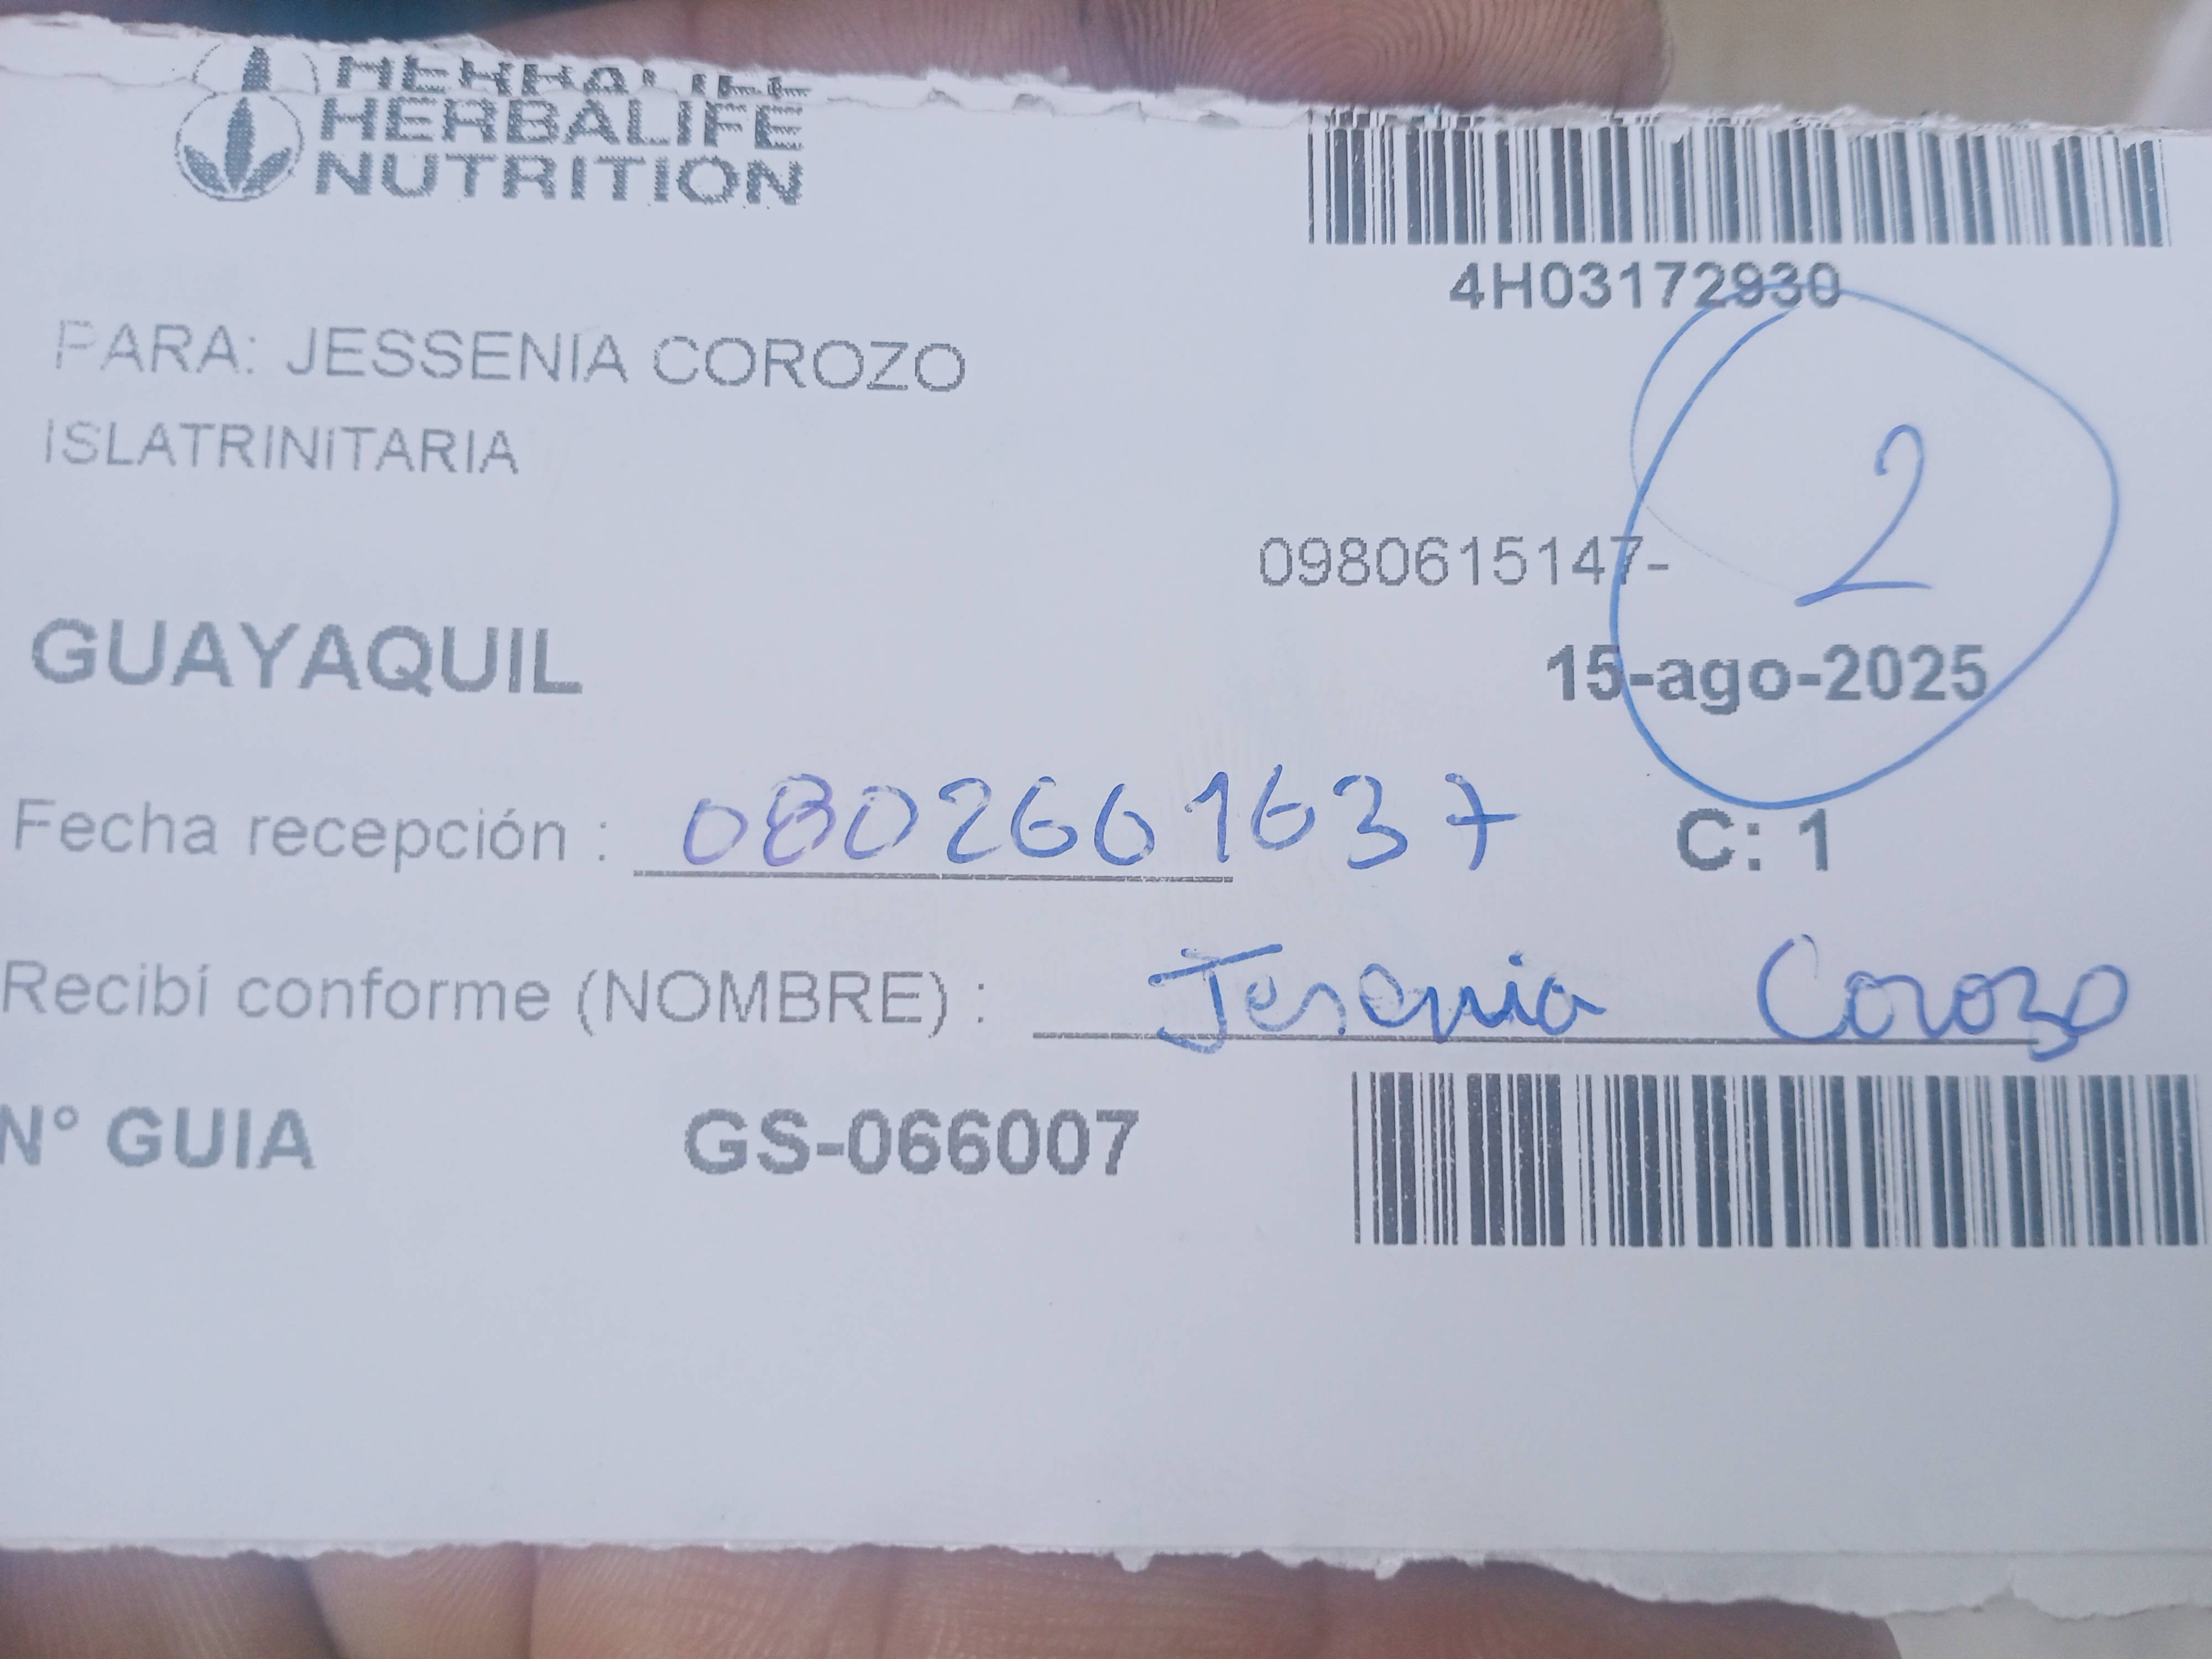 HERBALIFE
NUTRITION
4H03172930
PARA: JESSENIA COROZO
ISLATRINiTARIA
2
0980615147-
GUAYAQUIL
15-ago-2025
Fecha recepción : 0802661637
C: 1
Recibí conforme (NOMBRE) : Jesenia Corozo
N° GUIA GS-066007